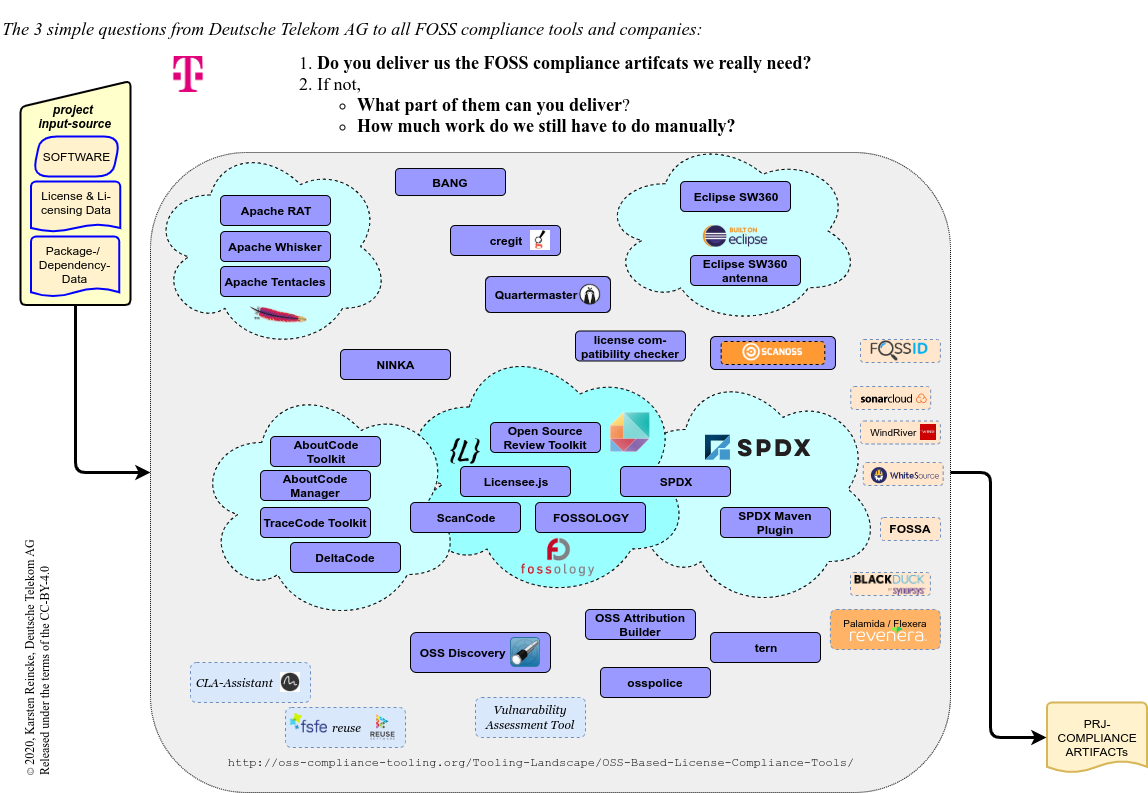 The 3 simple questions from Deutsche Telekom AG to all FOSS compliance tools and companies:
1. Do you deliver us the FOSS compliance artifcats we really need?
2. If not,
What part of them can you deliver?
How much work do we still have to do manually?
T
project
input-source
SOFTWARE
License & Li-
censing Data
Package-/
Dependency-
Data
Apache RAT
Apache Whisker
Apache Tentacles
BANG
cregit
Quartermaster
Eclipse SW360
BUILT ON
eclipse
Eclipse SW360
antenna
license com-
patibility checker
SCANOSS
FOSSID
NINKA
sonarcloud
WindRiver
WIND
WhiteSource
FOSSA
BLACKDUCK
BY SYNOPSYS
Palamida / Flexera
revenera.
AboutCode
Toolkit
AboutCode
Manager
TraceCode Toolkit
DeltaCode
{L}
Open Source
Review Toolkit
Licensee.js
ScanCode
FOSSOLOGY
fossology
SPDX
SPDX
SPDX Maven
Plugin
OSS Attribution
Builder
OSS Discovery
tern
osspolice
CLA-Assistant
fsfe reuse
REUSE
Vulnarability
Assessment Tool
http://oss-compliance-tooling.org/Tooling-Landscape/OSS-Based-License-Compliance-Tools/
PRJ-
COMPLIANCE
ARTIFACTs
© 2020, Karsten Reincke, Deutsche Telekom AG
Released under the terms of the CC-BY-4.0